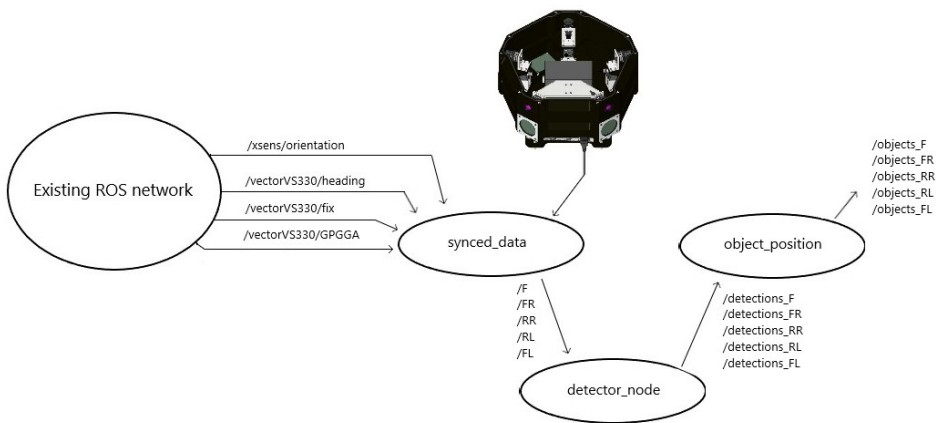 /xsens/orientation
/vectorVS330/heading
/vectorVS330/fix
/vectorVS330/GPGGA
Existing ROS network
synced_data
/F
/FR
/RR
/RL
/FL
detector_node
/detections_F
/detections_FR
/detections_RR
/detections_RL
/detections_FL
object_position
/objects_F
/objects_FR
/objects_RR
/objects_RL
/objects_FL